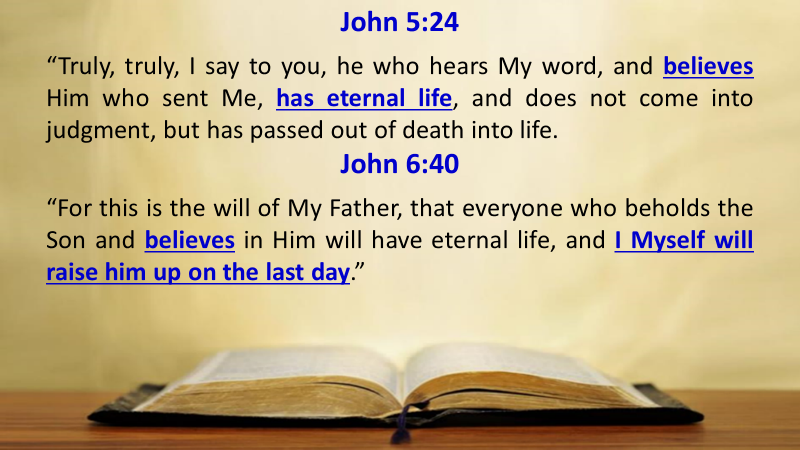 John 5:24
“Truly, truly, I say to you, he who hears My word, and believes
Him who sent Me, has eternal life, and does not come into
judgment, but has passed out of death into life.
John 6:40
“For this is the will of My Father, that everyone who beholds the
Son and believes in Him will have eternal life, and I Myself will
raise him up on the last day.”